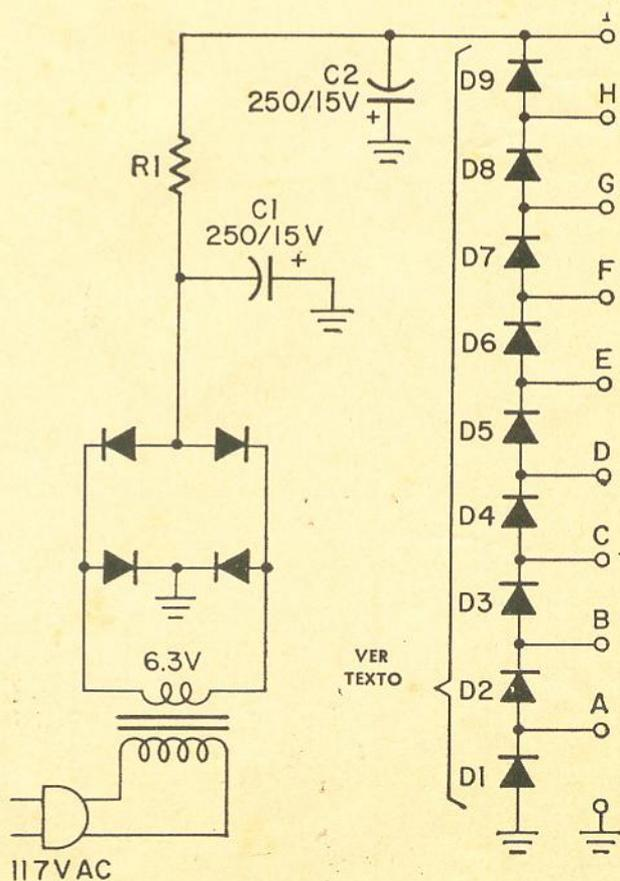 I
C2
250/15V
+
D9
H
R1
D8
G
C1
250/15V
+
D7
F
D6
E
D5
D
D4
C
D3
B
6.3V
VER
TEXTO
D2
A
D1
117VAC